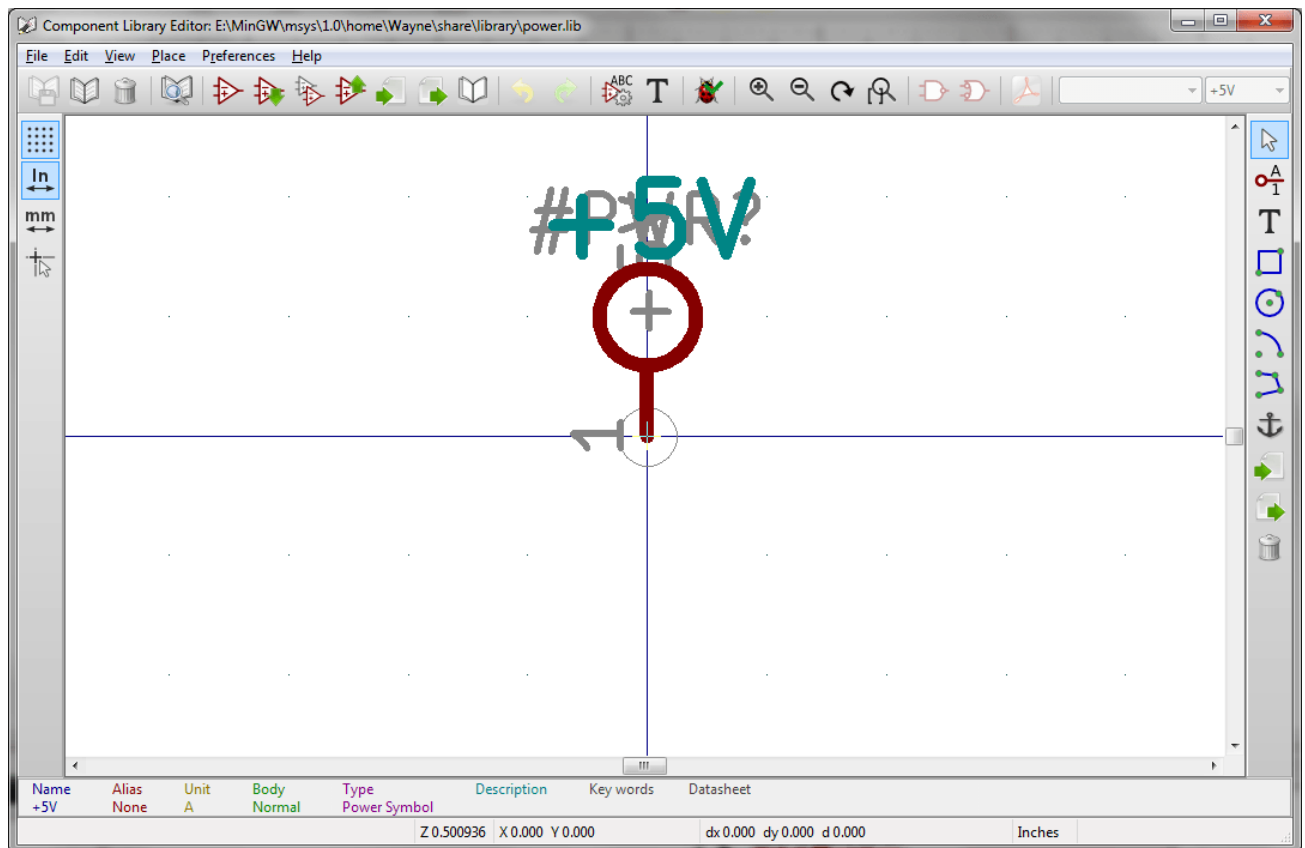 Component Library Editor: E:\MinGW\msys\1.0\home\Wayne\share\library\power.lib
File Edit View Place Preferences Help
ABC T +5V
In
mm
A
1
T
#PWR?
+5V
1
Name Alias Unit Body Type Description Key words Datasheet
+5V None A Normal Power Symbol
Z 0.500936 X 0.000 Y 0.000 dx 0.000 dy 0.000 d 0.000 Inches